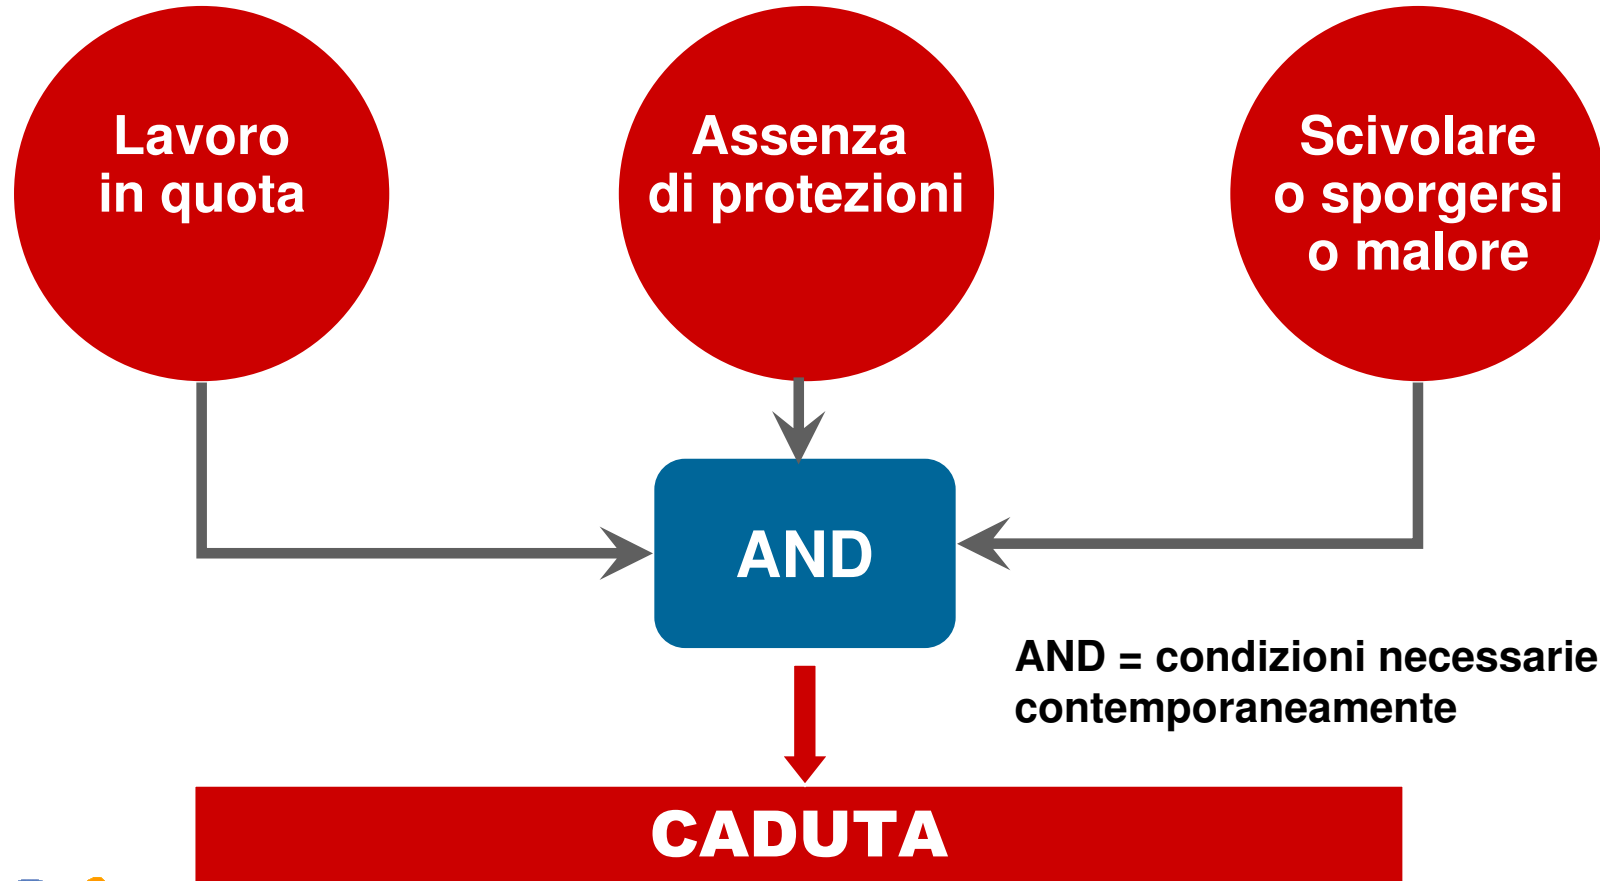 Lavoro
in quota
Assenza
di protezioni
Scivolare
o sporgersi
o malore
AND
AND = condizioni necessarie
contemporaneamente
CADUTA